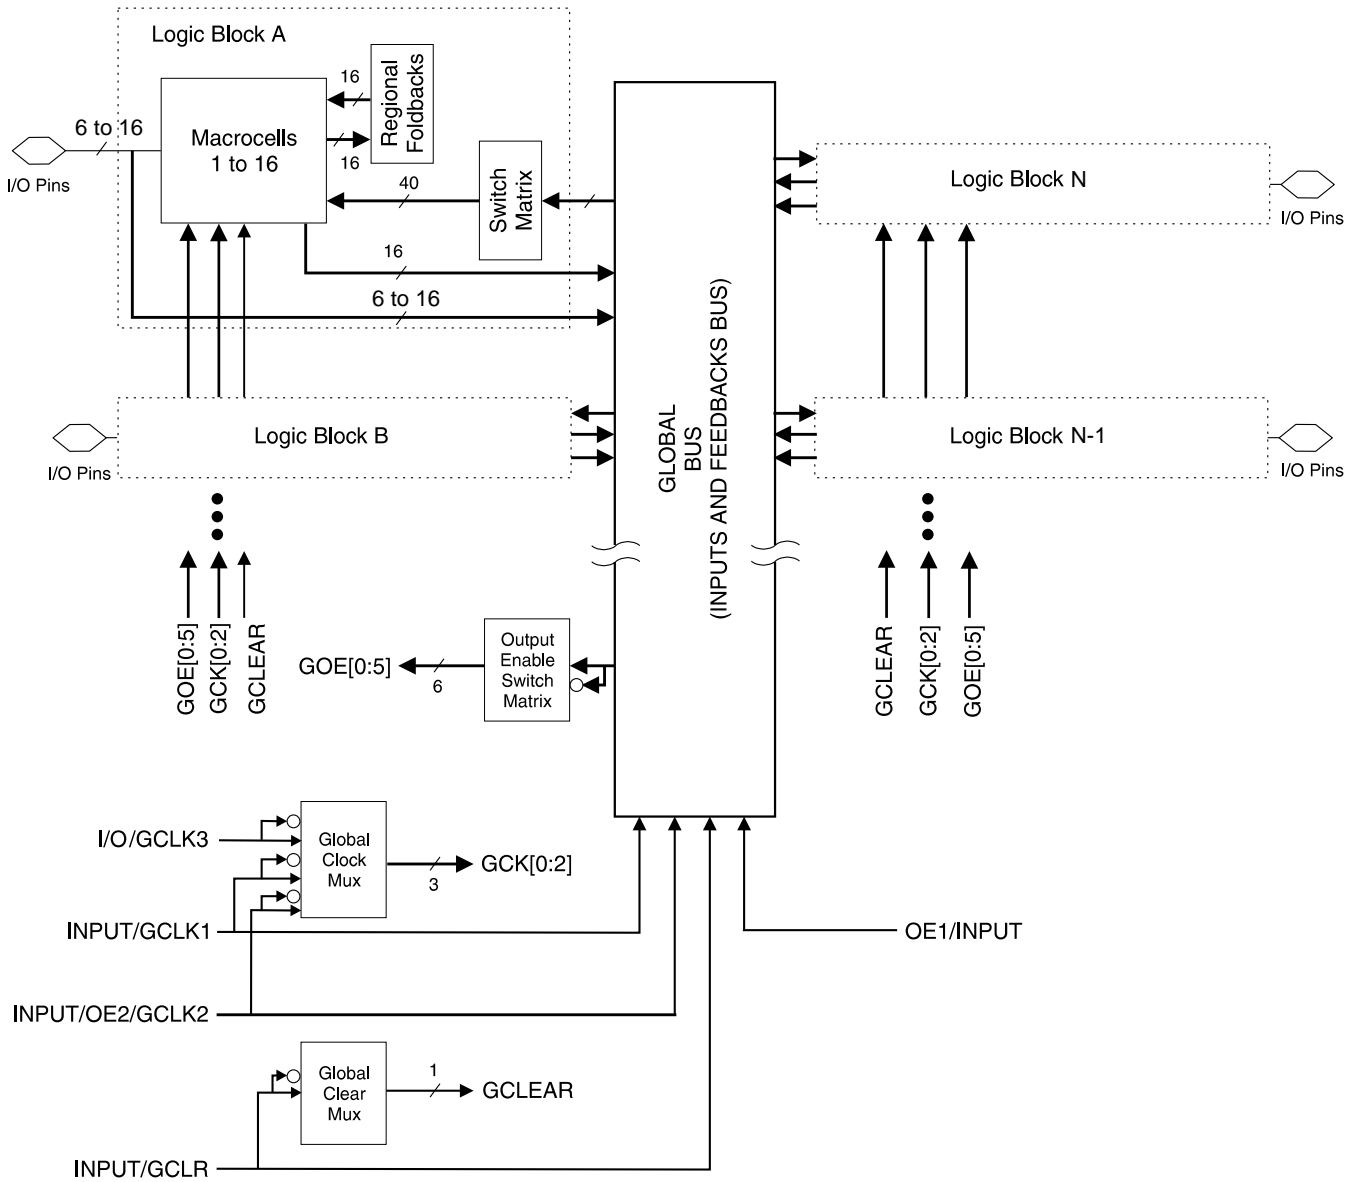 Logic Block A
16
Regional
Foldbacks
6 to 16
Macrocells
1 to 16
16
I/O Pins
40
Switch
Matrix
16
6 to 16
Logic Block N
I/O Pins
GLOBAL
BUS
(INPUTS AND FEEDBACKS BUS)
Logic Block B
I/O Pins
Logic Block N-1
I/O Pins
GOE[0:5]
GCK[0:2]
GCLEAR
GCLEAR
GCK[0:2]
GOE[0:5]
GOE[0:5]
6
Output
Enable
Switch
Matrix
I/O/GCLK3
Global
Clock
Mux
3
GCK[0:2]
INPUT/GCLK1
OE1/INPUT
INPUT/OE2/GCLK2
Global
Clear
Mux
1
GCLEAR
INPUT/GCLR